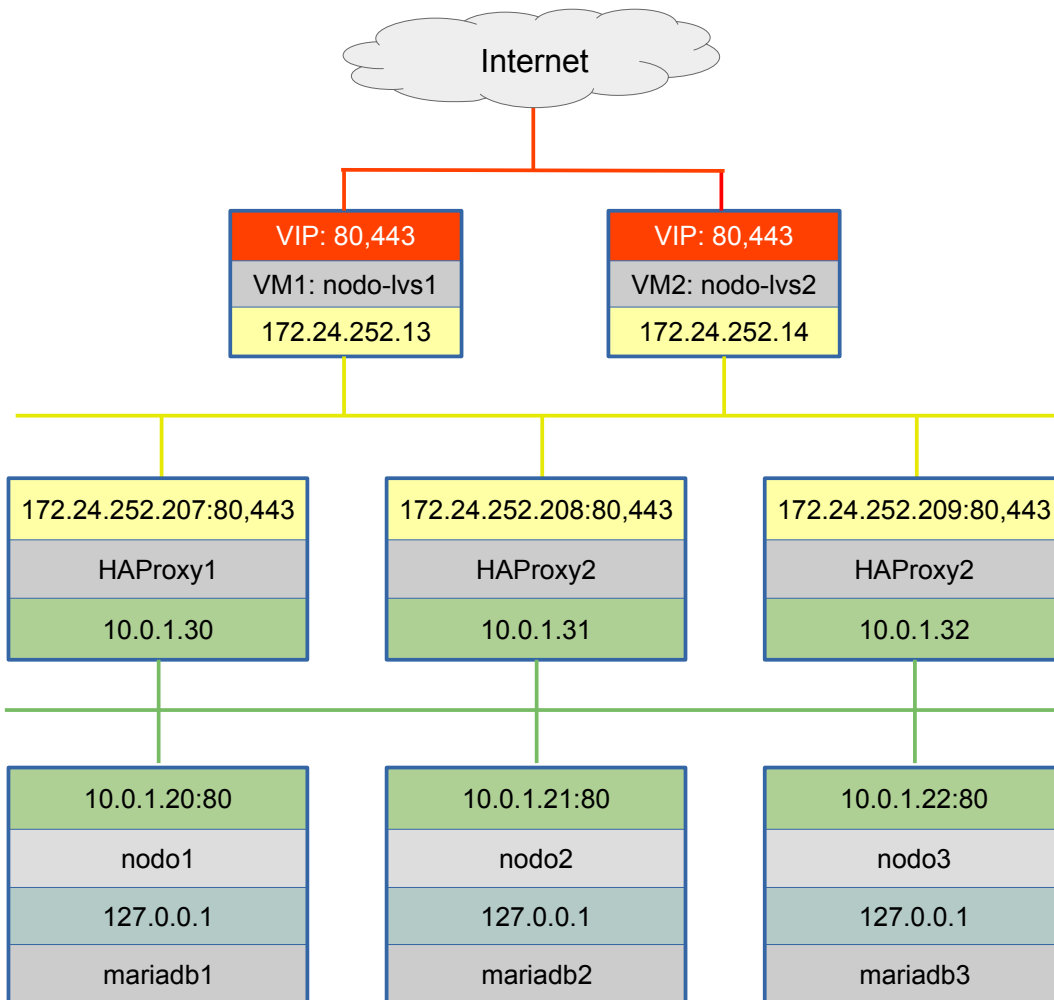 Internet
VIP: 80,443
VIP: 80,443
VM1: nodo-lvs1
VM2: nodo-lvs2
172.24.252.13
172.24.252.14
172.24.252.207:80,443
172.24.252.208:80,443
172.24.252.209:80,443
HAProxy1
HAProxy2
HAProxy2
10.0.1.30
10.0.1.31
10.0.1.32
10.0.1.20:80
10.0.1.21:80
10.0.1.22:80
nodo1
nodo2
nodo3
127.0.0.1
127.0.0.1
127.0.0.1
mariadb1
mariadb2
mariadb3